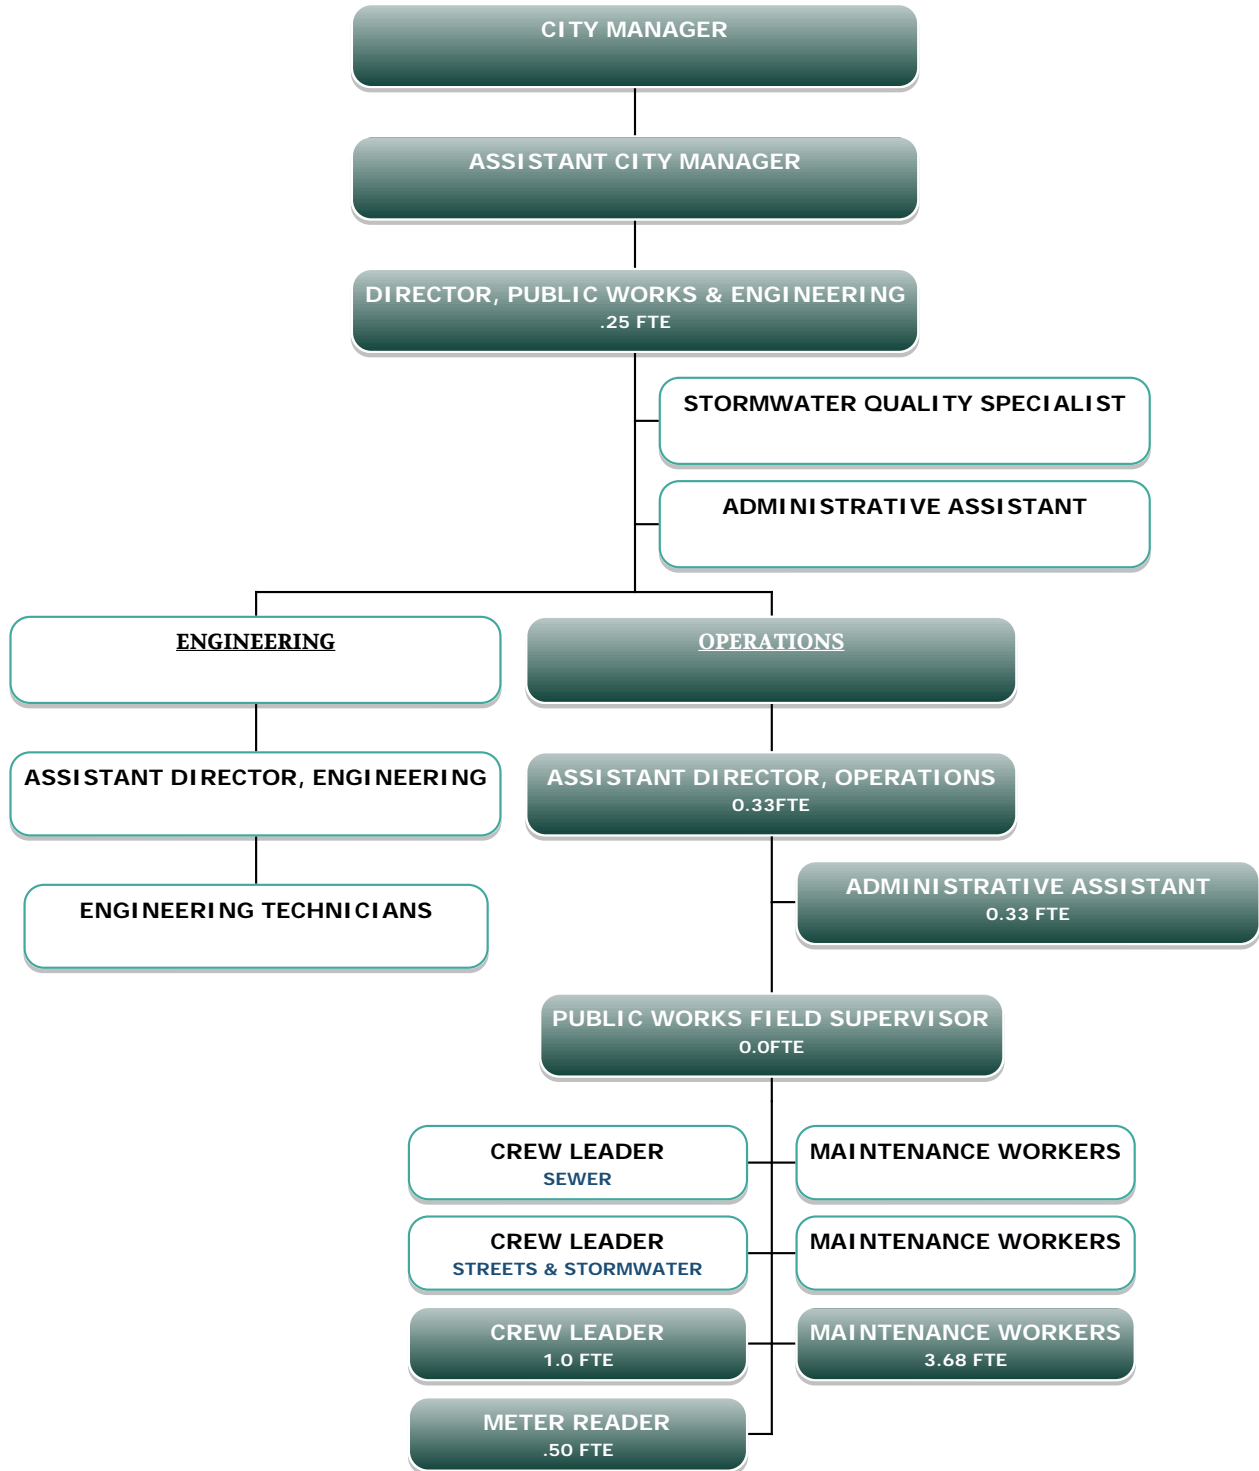 CITY MANAGER
ASSISTANT CITY MANAGER
DIRECTOR, PUBLIC WORKS & ENGINEERING
.25 FTE
STORMWATER QUALITY SPECIALIST
ADMINISTRATIVE ASSISTANT
ENGINEERING
OPERATIONS
ASSISTANT DIRECTOR, ENGINEERING
ASSISTANT DIRECTOR, OPERATIONS
0.33FTE
ADMINISTRATIVE ASSISTANT
0.33 FTE
ENGINEERING TECHNICIANS
PUBLIC WORKS FIELD SUPERVISOR
0.0FTE
CREW LEADER
SEWER
MAINTENANCE WORKERS
CREW LEADER
STREETS & STORMWATER
MAINTENANCE WORKERS
CREW LEADER
1.0 FTE
MAINTENANCE WORKERS
3.68 FTE
METER READER
.50 FTE